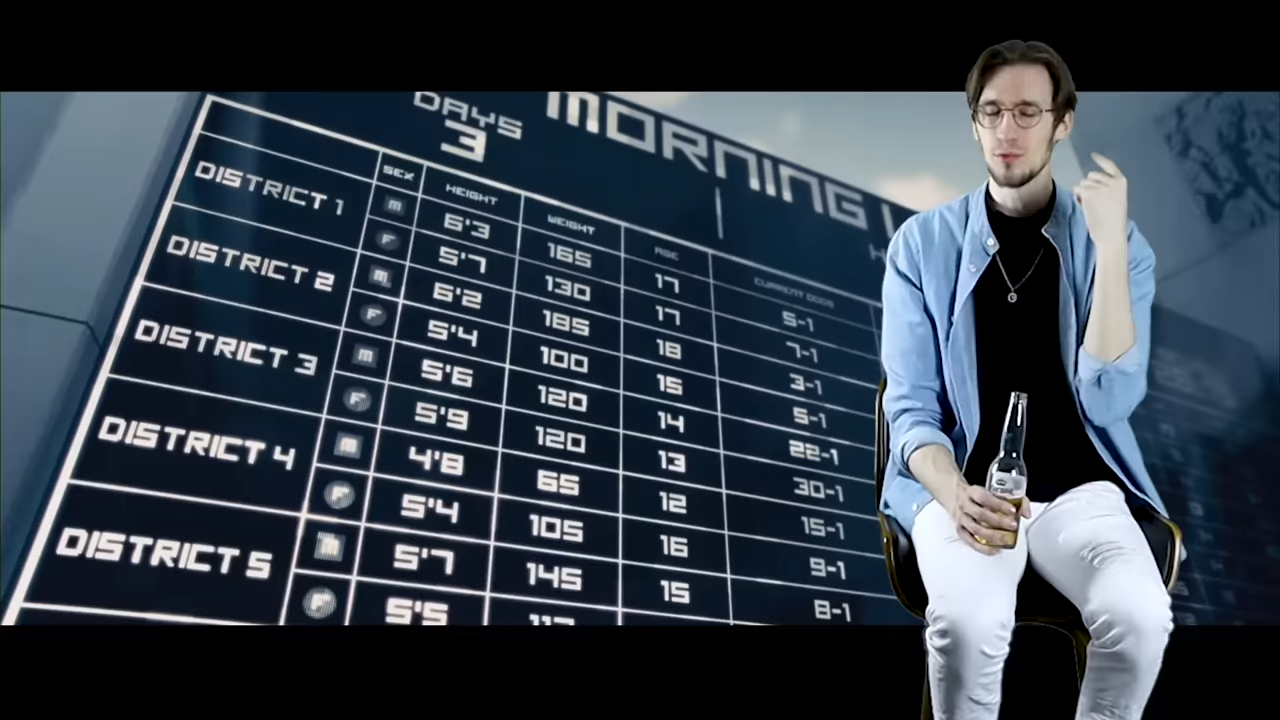 DAYS
3
MORNING
SEX HEIGHT WEIGHT AGE CURRENT ODDS
DISTRICT 1 M 6'3 165 17 5-1
F 5'7 130 17 7-1
DISTRICT 2 M 6'2 185 18 3-1
F 5'4 100 15 5-1
DISTRICT 3 M 5'6 120 14 22-1
F 5'9 120 13 30-1
DISTRICT 4 M 4'8 65 12 15-1
F 5'4 105 16 9-1
DISTRICT 5 M 5'7 145 15 8-1
F 5'5